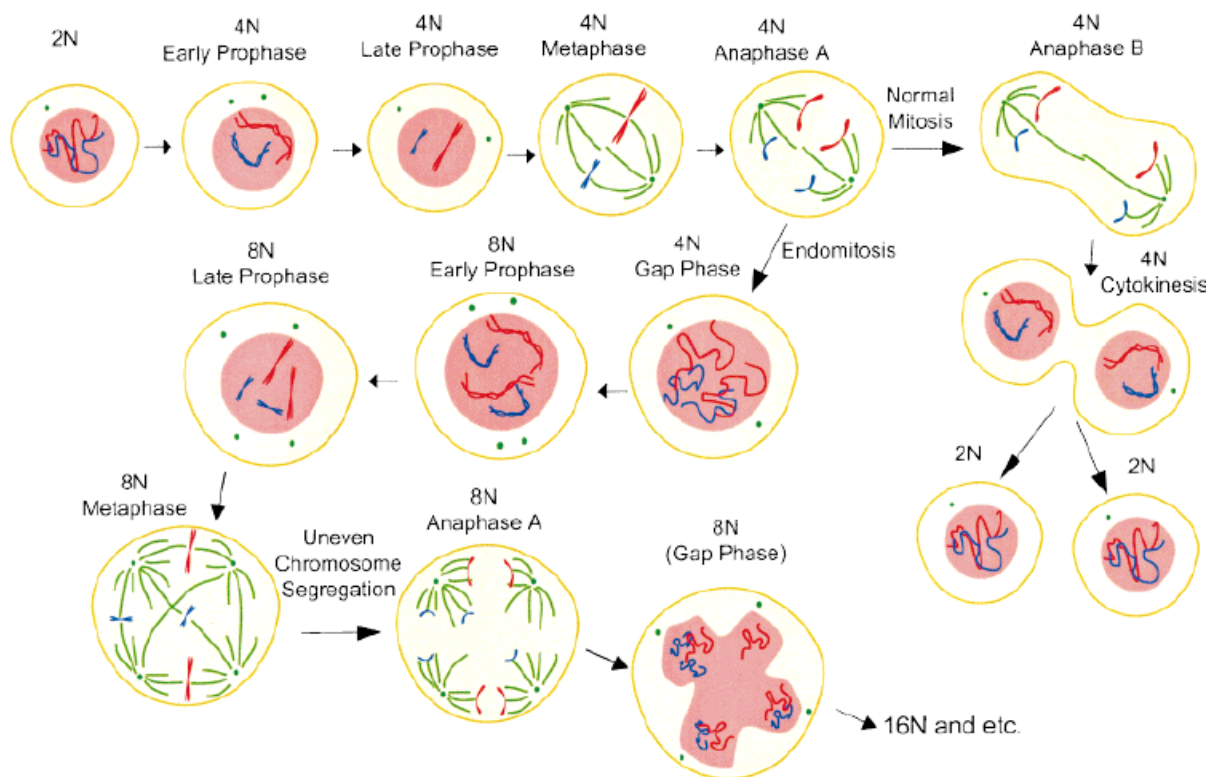 2N
4N
Early Prophase
4N
Late Prophase
4N
Metaphase
4N
Anaphase A
Normal
Mitosis
4N
Anaphase B
8N
Late Prophase
8N
Early Prophase
4N
Gap Phase
Endomitosis
4N
Cytokinesis
2N
2N
8N
Metaphase
Uneven
Chromosome
Segregation
8N
Anaphase A
8N
(Gap Phase)
16N and etc.